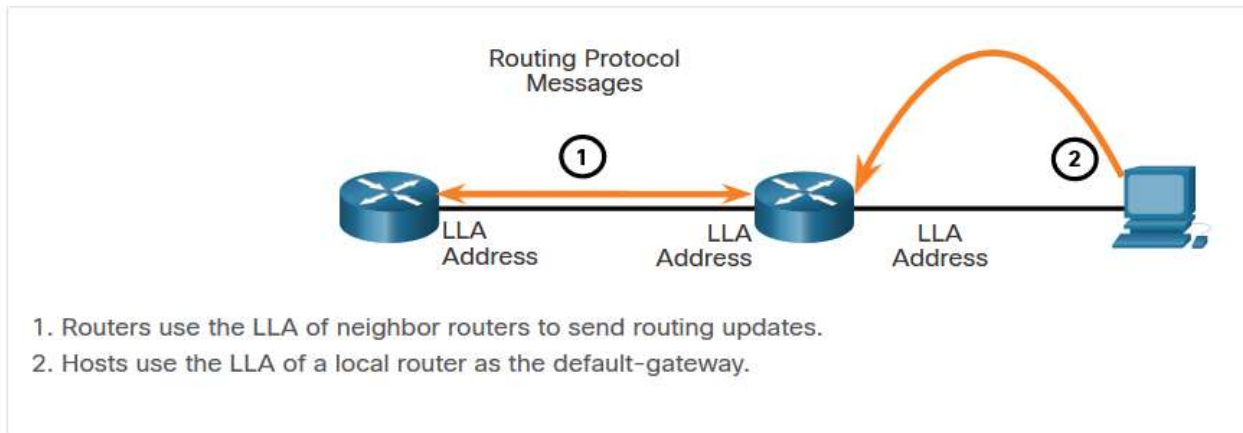 Routing Protocol
Messages
1
2
LLA
Address
LLA
Address
LLA
Address
1. Routers use the LLA of neighbor routers to send routing updates.
2. Hosts use the LLA of a local router as the default-gateway.